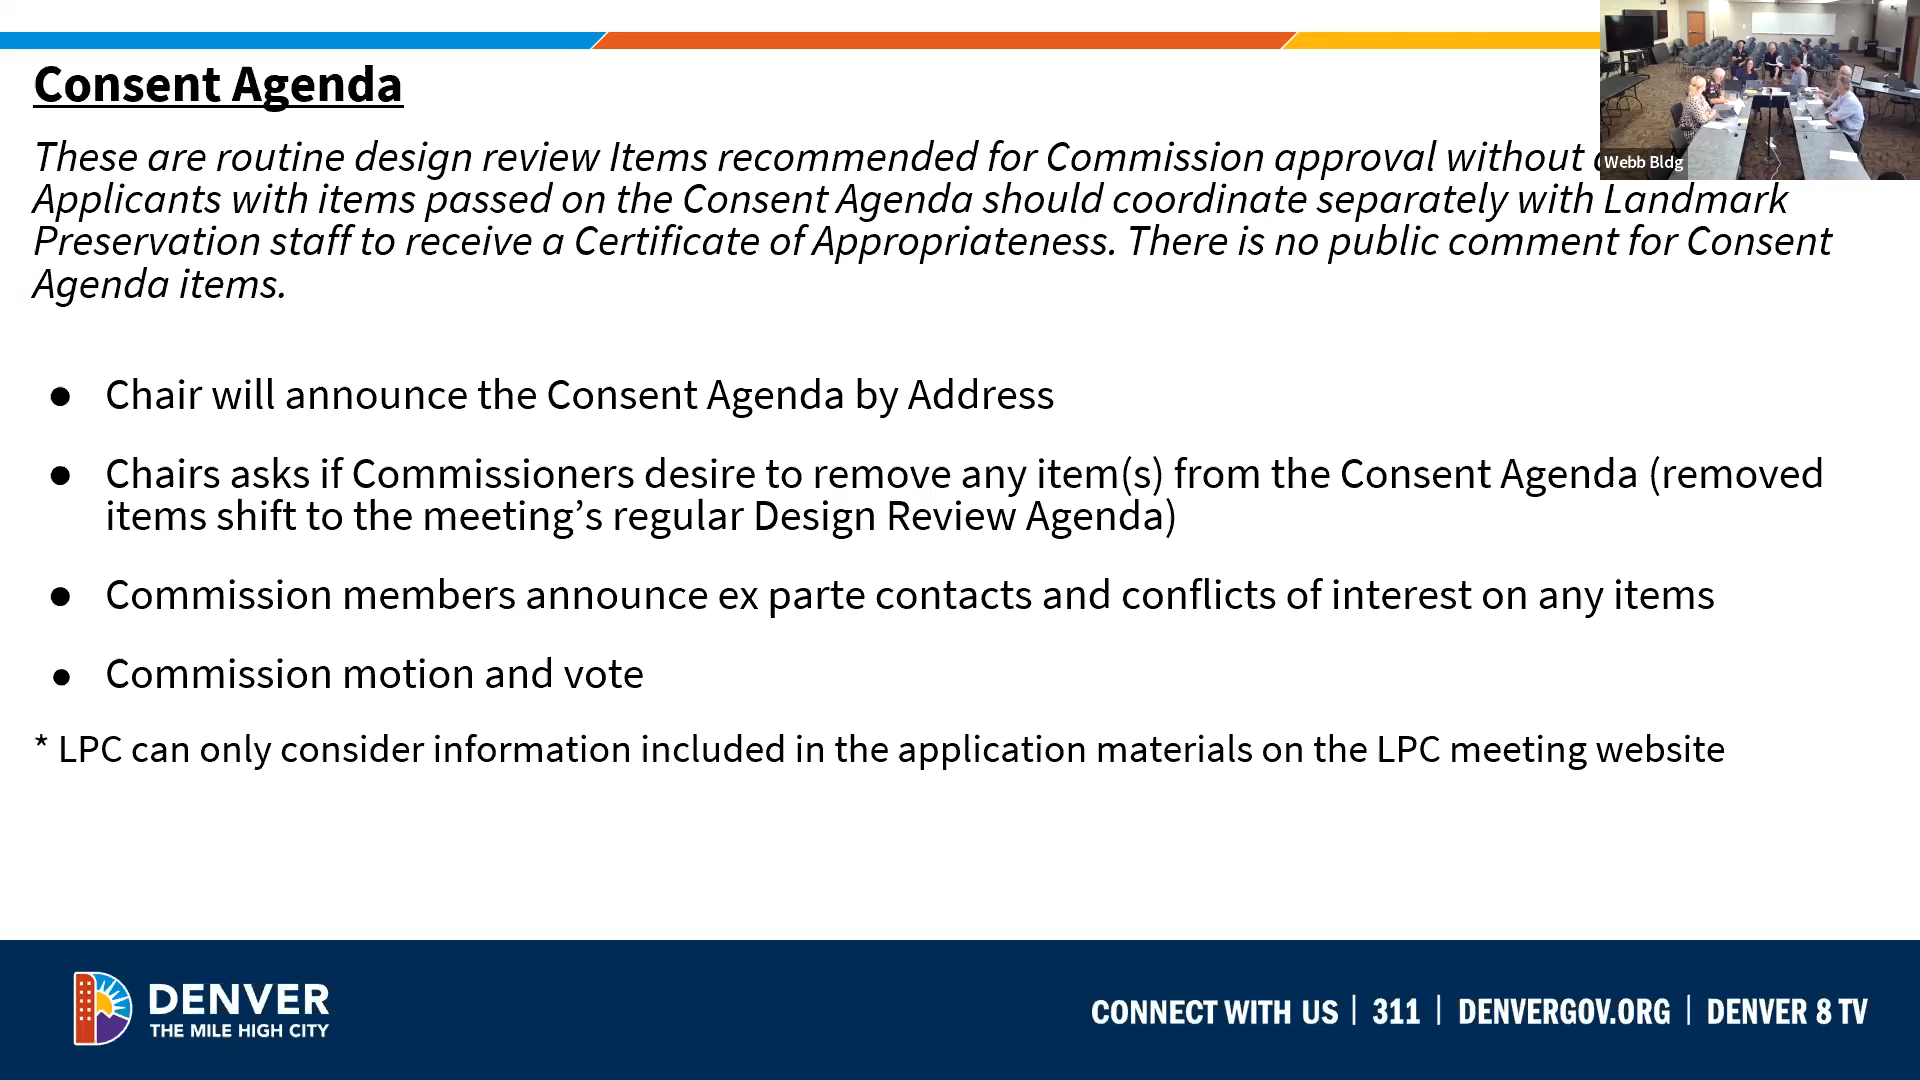 Consent Agenda
These are routine design review Items recommended for Commission approval without
Applicants with items passed on the Consent Agenda should coordinate separately with Landmark
Preservation staff to receive a Certificate of Appropriateness. There is no public comment for Consent
Agenda items.
● Chair will announce the Consent Agenda by Address
● Chairs asks if Commissioners desire to remove any item(s) from the Consent Agenda (removed
items shift to the meeting’s regular Design Review Agenda)
● Commission members announce ex parte contacts and conflicts of interest on any items
● Commission motion and vote
* LPC can only consider information included in the application materials on the LPC meeting website
Webb Bldg
DENVER
THE MILE HIGH CITY
CONNECT WITH US | 311 | DENVERGOV.ORG | DENVER 8 TV